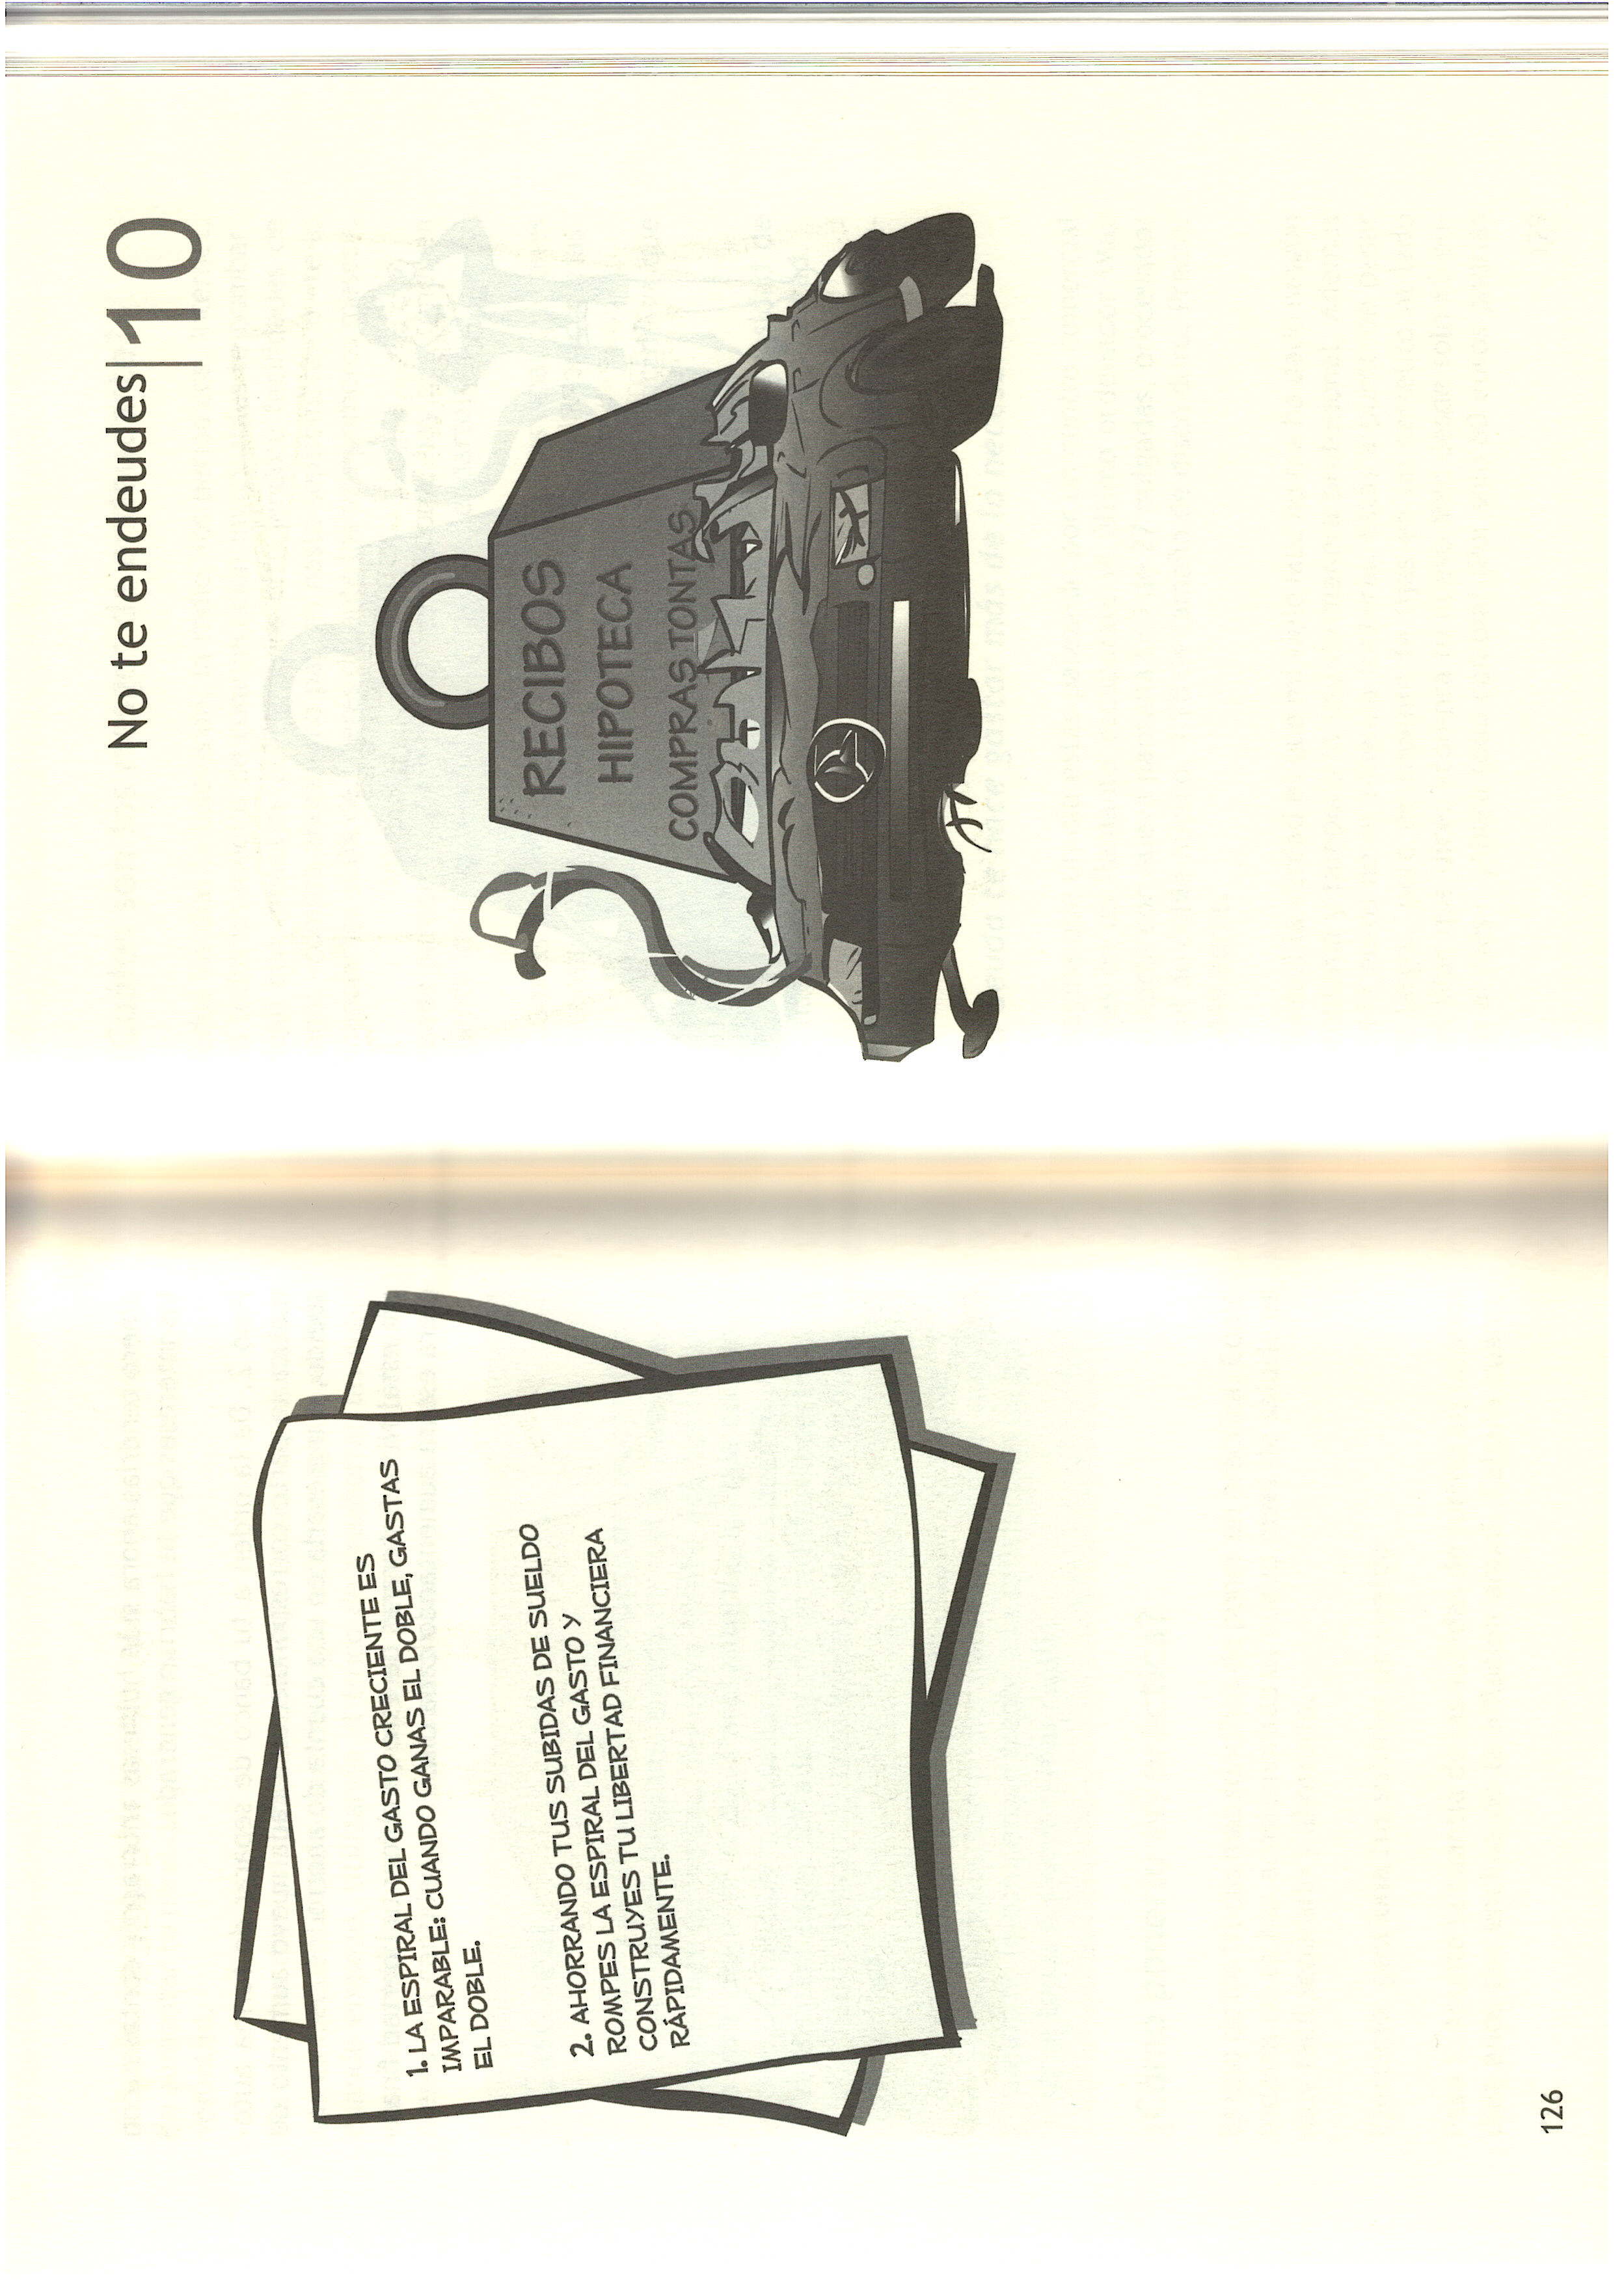 1. LA ESPIRAL DEL GASTO CRECIENTE ES
IMPARABLE: CUANDO GANAS EL DOBLE, GASTAS
EL DOBLE.
2. AHORRANDO TUS SUBIDAS DE SUELDO
ROMPES LA ESPIRAL DEL GASTO Y
CONSTRUYES TU LIBERTAD FINANCIERA
RÁPIDAMENTE.
126
No te endeudes|10
RECIBOS
HIPOTECA
COMPRAS TONTAS